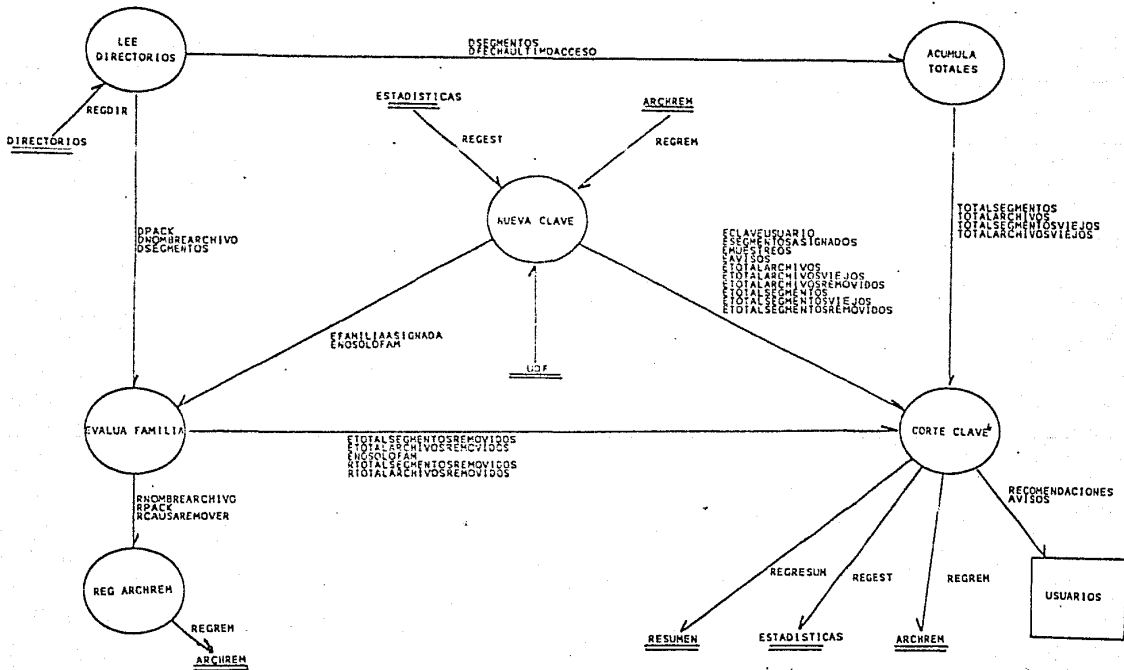 LEE
DIRECTORIOS
DSEGMENTOS
DFECHAULTIMOACCESO
ACUMULA
TOTALES
REGDIR
DIRECTORIOS
ESTADISTICAS
ARCHREM
REGEST
REGREM
NUEVA CLAVE
DPACK
DNOMBREARCHIVO
DSEGMENTOS
TOTALSEGMENTOS
TOTALARCHIVOS
TOTALSEGMENTOSVIEJOS
TOTALARCHIVOSVIEJOS
ECLAVEUSUARIO
ESEGMENTOSASIGNADOS
EMUESTREOS
EAVISOS
ETOTALARCHIVOS
ETOTALARCHIVOSVIEJOS
ETOTALARCHIVOSREMOVIDOS
ETOTALSEGMENTOS
ETOTALSEGMENTOSVIEJOS
ETOTALSEGMENTOSREMOVIDOS
EFAMILIAASIGNADA
ENOSOLOFAM
UDF
EVALUA FAMILIA
ETOTALSEGMENTOSREMOVIDOS
ETOTALARCHIVOSREMOVIDOS
ENOSOLOFAM
RTOTALSEGMENTOSREMOVIDOS
RTOTALARCHIVOSREMOVIDOS
CORTE CLAVE
RNOMBREARCHIVO
RPACK
RCAUSAREMOVER
RECOMENDACIONES
AVISOS
REG ARCHREM
REGRESUM
REGEST
REGREM
USUARIOS
REGREM
ARCHREM
RESUMEN
ESTADISTICAS
ARCHREM